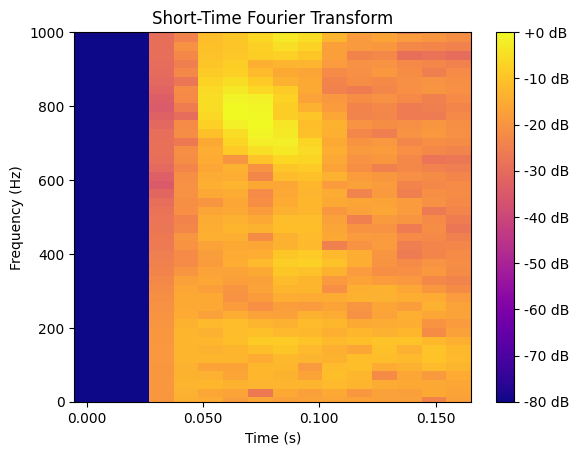 Short-Time Fourier Transform
Frequency (Hz)
1000
800
600
400
200
0
0.000
0.050
0.100
0.150
Time (s)
+0 dB
-10 dB
-20 dB
-30 dB
-40 dB
-50 dB
-60 dB
-70 dB
-80 dB